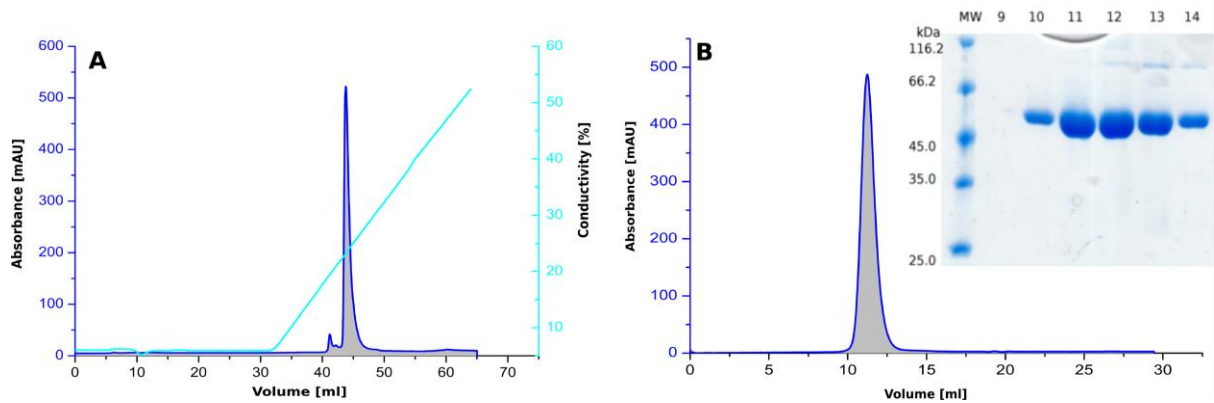 A
Absorbance [mAU]
600
500
400
300
200
100
0
0 10 20 30 40 50 60 70
Volume [ml]
60
50
40
30
20
10
Conductivity [%]
B
Absorbance [mAU]
500
400
300
200
100
0
0 5 10 15 20 25 30
Volume [ml]
MW 9 10 11 12 13 14
kDa
116.2
66.2
45.0
35.0
25.0